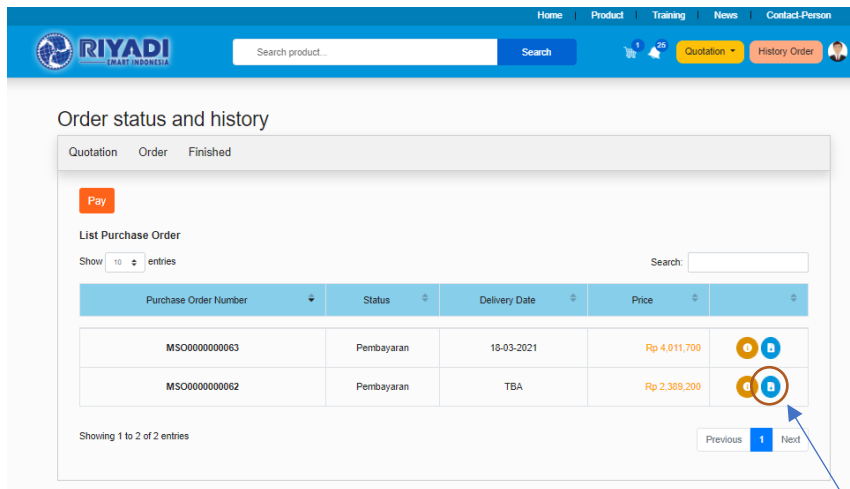 Home Product Training News Contact-Person
RIYADI
EMART INDONESIA
Search product...
Search
1
25
Quotation
History Order
Order status and history
Quotation Order Finished
Pay
List Purchase Order
Show 10 entries
Search:
Purchase Order Number Status Delivery Date Price
MSO0000000063 Pembayaran 18-03-2021 Rp 4,011,700
MSO0000000062 Pembayaran TBA Rp 2,389,200
Showing 1 to 2 of 2 entries
Previous 1 Next